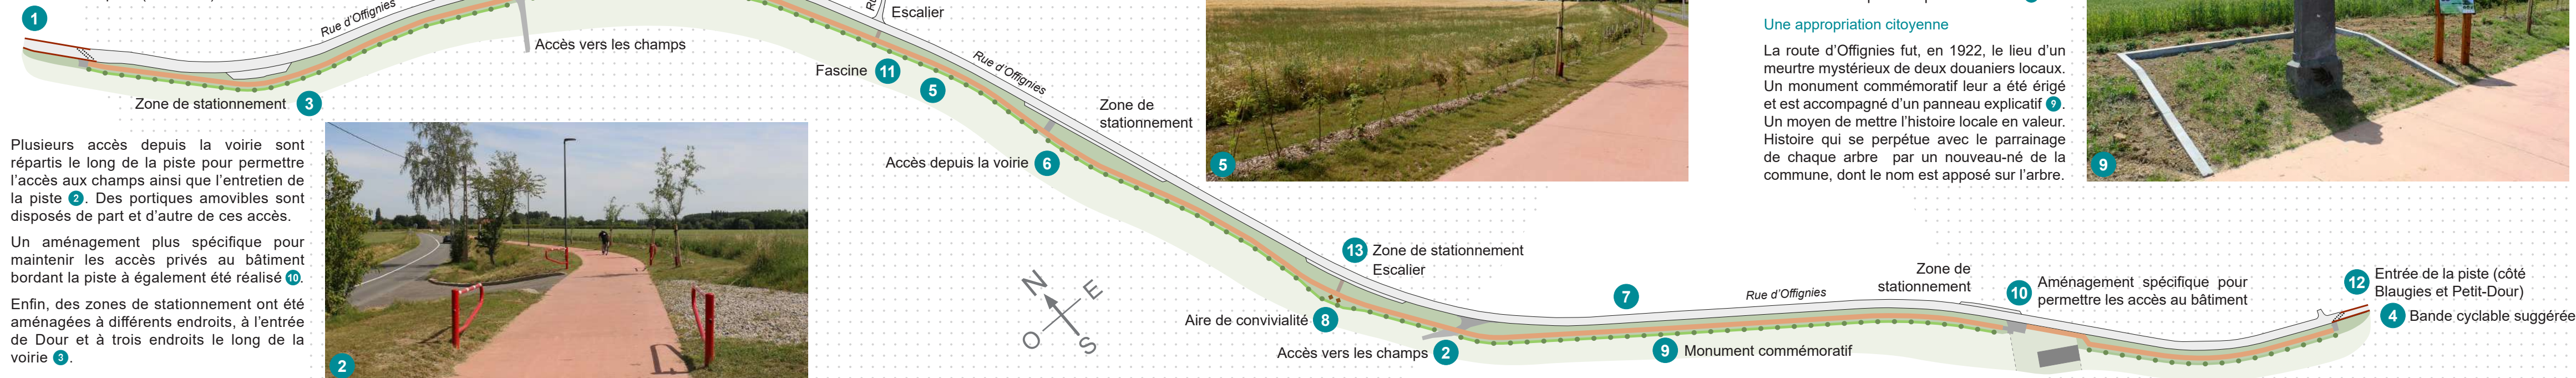 1
Rue d'Offignies
Escalier
Accès vers les champs
Fascine 11
5
Rue d'Offignies
Zone de stationnement 3
Zone de
stationnement
Accès depuis la voirie 6
Plusieurs accès depuis la voirie sont
répartis le long de la piste pour permettre
l'accès aux champs ainsi que l'entretien de
la piste 2. Des portiques amovibles sont
disposés de part et d'autre de ces accès.
Un aménagement plus spécifique pour
maintenir les accès privés au bâtiment
bordant la piste à également été réalisé 10.
Enfin, des zones de stationnement ont été
aménagées à différents endroits, à l'entrée
de Dour et à trois endroits le long de la
voirie 3.
2
5
Une appropriation citoyenne
La route d'Offignies fut, en 1922, le lieu d'un
meurtre mystérieux de deux douaniers locaux.
Un monument commémoratif leur a été érigé
et est accompagné d'un panneau explicatif 9.
Un moyen de mettre l'histoire locale en valeur.
Histoire qui se perpétue avec le parrainage
de chaque arbre par un nouveau-né de la
commune, dont le nom est apposé sur l'arbre.
9
N
E
O
S
13 Zone de stationnement
Escalier
Aire de convivialité 8
Accès vers les champs 2
7
Rue d'Offignies
9 Monument commémoratif
Zone de
stationnement
10 Aménagement spécifique pour
permettre les accès au bâtiment
12 Entrée de la piste (côté
Blaugies et Petit-Dour)
4 Bande cyclable suggérée